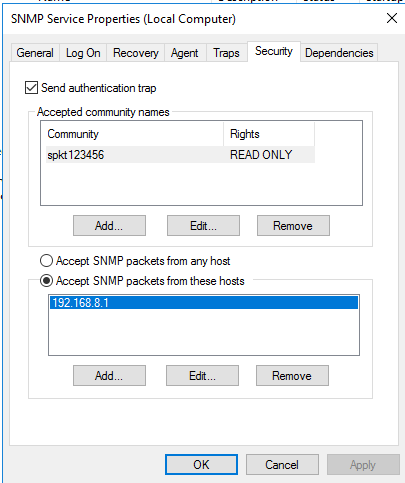 SNMP Service Properties (Local Computer)
General Log On Recovery Agent Traps Security Dependencies
Send authentication trap
Accepted community names
Community Rights
spkt123456 READ ONLY
Add... Edit... Remove
Accept SNMP packets from any host
Accept SNMP packets from these hosts
192.168.8.1
Add... Edit... Remove
OK Cancel Apply